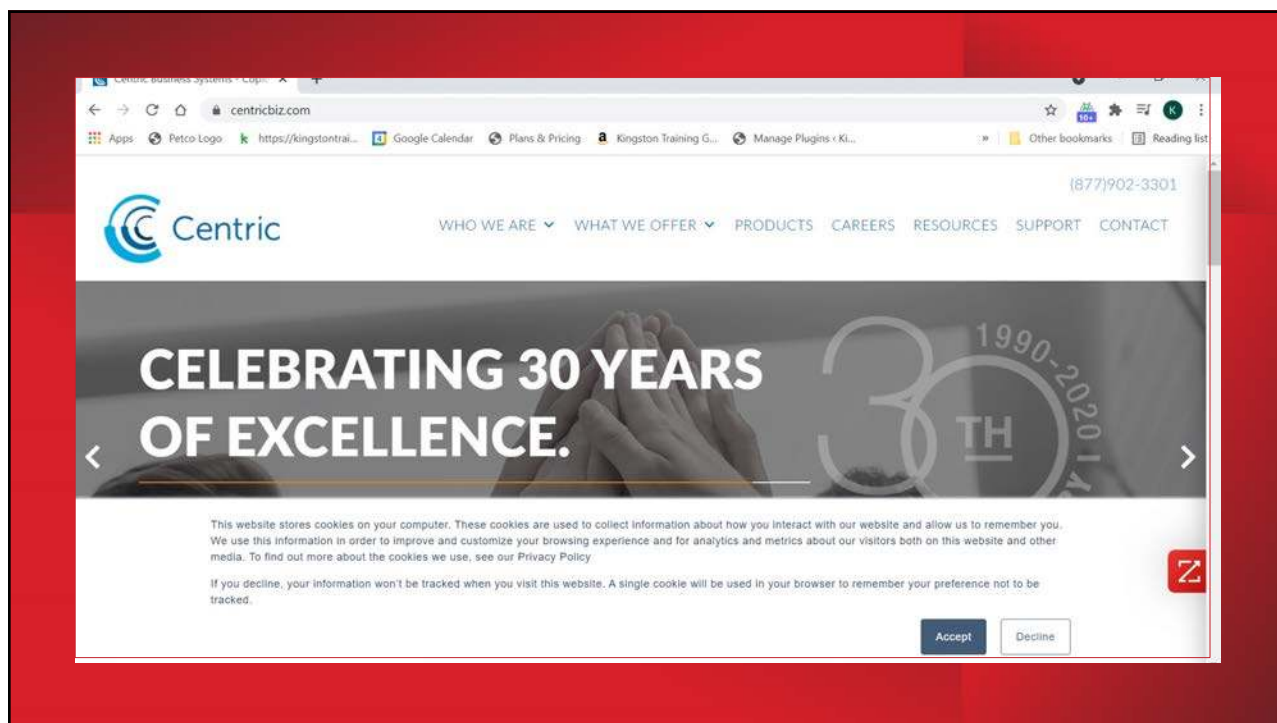 Centric Business Systems - Cop...
centricbiz.com
10+
K
Apps Petco Logo https://kingstontrai... Google Calendar Plans & Pricing Kingston Training G... Manage Plugins ‹ Ki... » Other bookmarks Reading list
(877)902-3301
Centric
WHO WE ARE WHAT WE OFFER PRODUCTS CAREERS RESOURCES SUPPORT CONTACT
CELEBRATING 30 YEARS
OF EXCELLENCE.
1990-2020
30
TH
This website stores cookies on your computer. These cookies are used to collect information about how you interact with our website and allow us to remember you.
We use this information in order to improve and customize your browsing experience and for analytics and metrics about our visitors both on this website and other
media. To find out more about the cookies we use, see our Privacy Policy
If you decline, your information won't be tracked when you visit this website. A single cookie will be used in your browser to remember your preference not to be
tracked.
Accept Decline